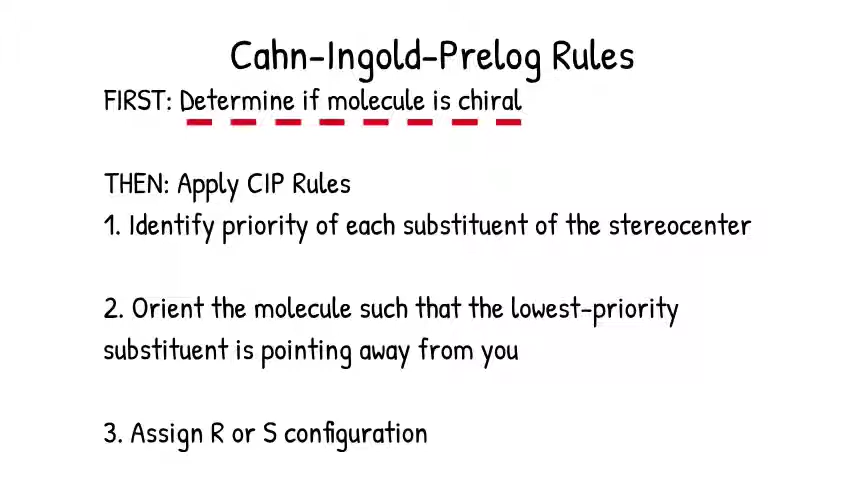 Cahn-Ingold-Prelog Rules
FIRST: Determine if molecule is chiral
THEN: Apply CIP Rules
1. Identify priority of each substituent of the stereocenter
2. Orient the molecule such that the lowest-priority
substituent is pointing away from you
3. Assign R or S configuration